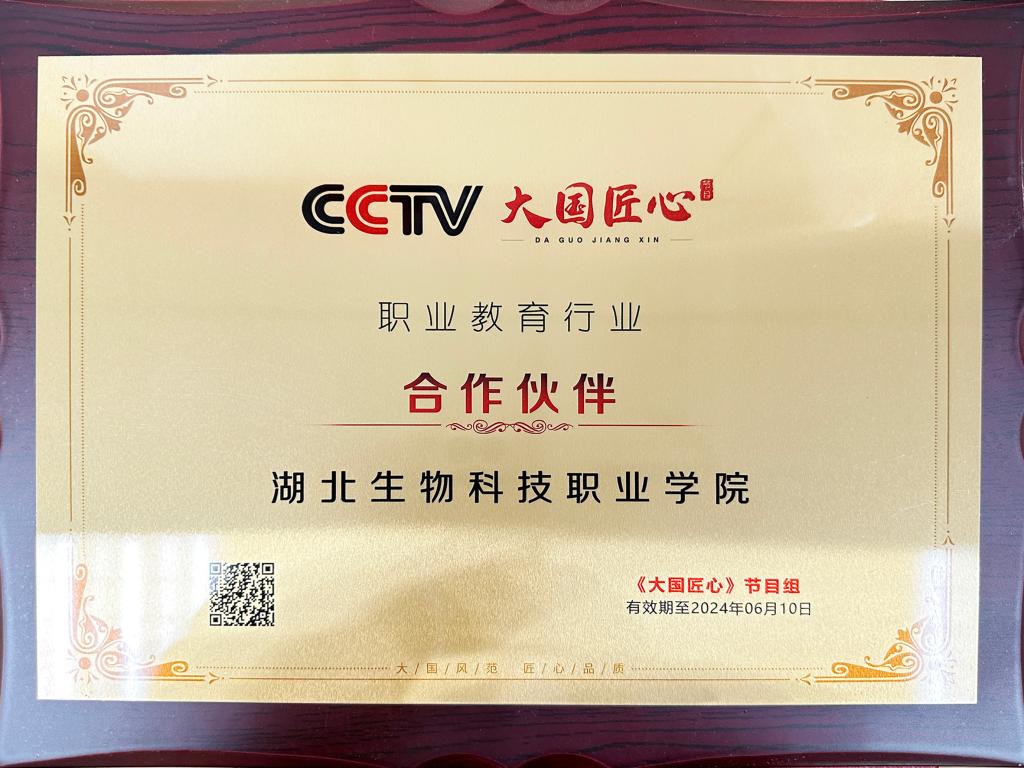 CCTV 大国匠心 节目
DA GUO JIANG XIN
职业教育行业
合作伙伴
湖北生物科技职业学院
《大国匠心》节目组
有效期至2024年06月10日
大/国/风/范 匠/心/品/质